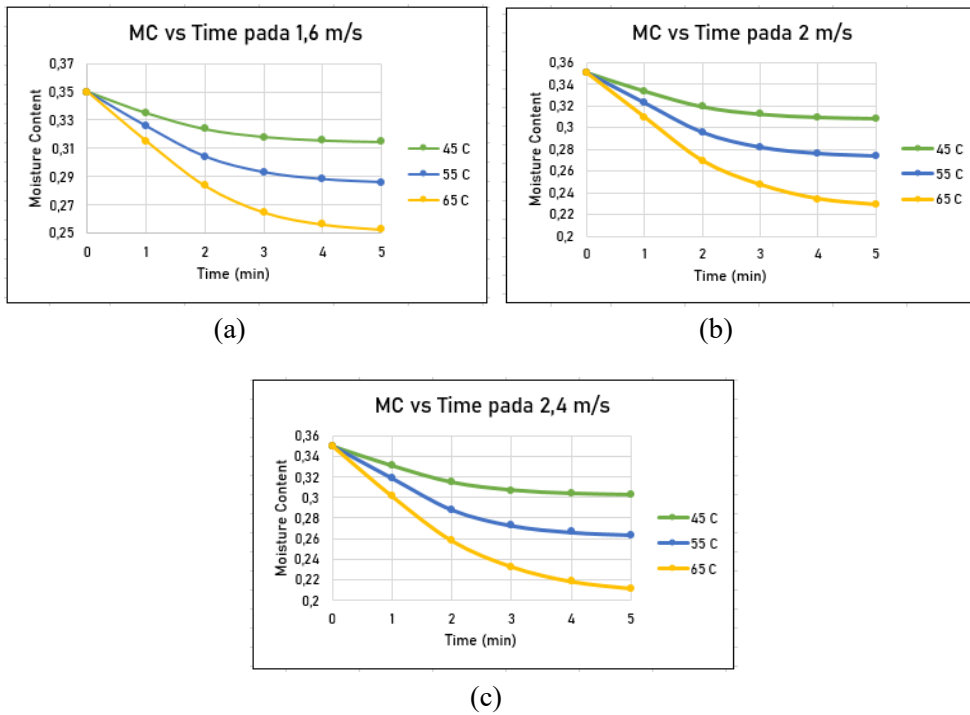 MC vs Time pada 1,6 m/s
0,37
0,35
0,33
0,31
0,29
0,27
0,25
Moisture Content
0 1 2 3 4 5
Time (min)
45 C
55 C
65 C
(a)
MC vs Time pada 2 m/s
0,36
0,34
0,32
0,3
0,28
0,26
0,24
0,22
0,2
Moisture Content
0 1 2 3 4 5
Time (min)
45 C
55 C
65 C
(b)
MC vs Time pada 2,4 m/s
0,36
0,34
0,32
0,3
0,28
0,26
0,24
0,22
0,2
Moisture Content
0 1 2 3 4 5
Time (min)
45 C
55 C
65 C
(c)